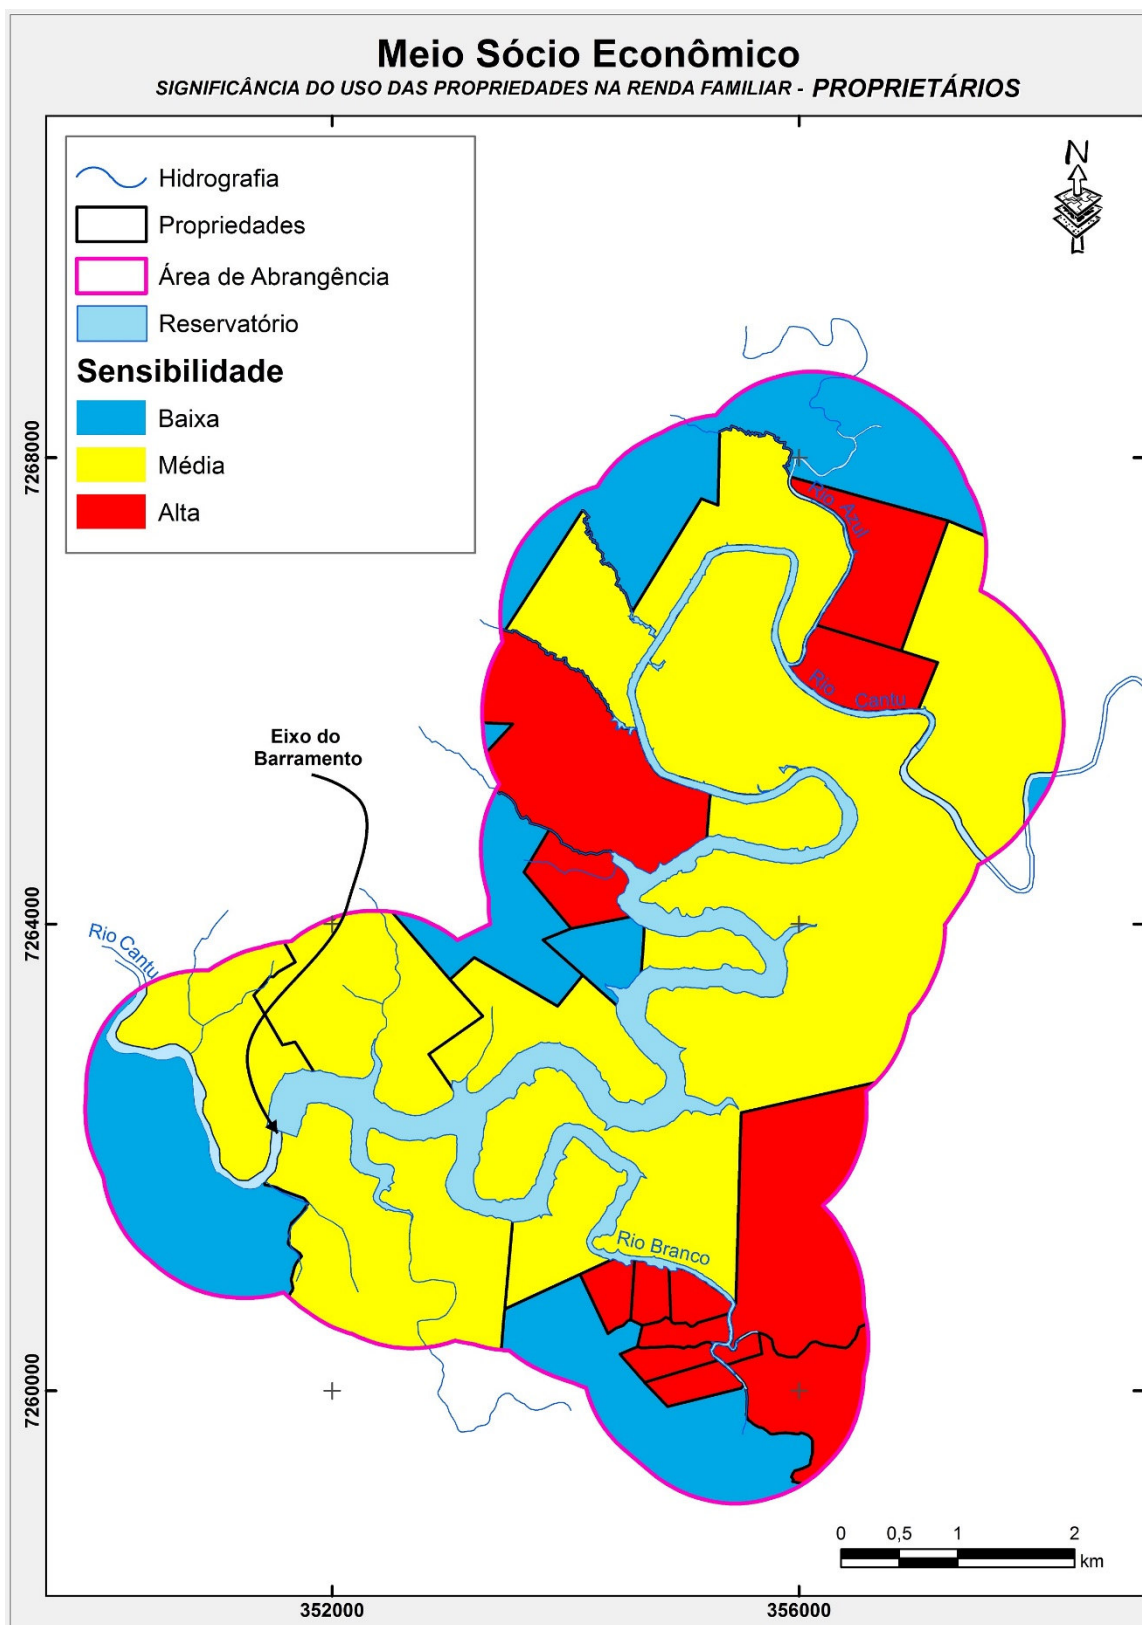 Meio Sócio Econômico
SIGNIFICÂNCIA DO USO DAS PROPRIEDADES NA RENDA FAMILIAR - PROPRIETÁRIOS
Hidrografia
Propriedades
Área de Abrangência
Reservatório
Sensibilidade
Baixa
Média
Alta
N
7268000
Rio Azul
Rio Cantu
Eixo do
Barramento
7264000
Rio Cantu
Rio Branco
7260000
0 0,5 1 2
km
352000 356000